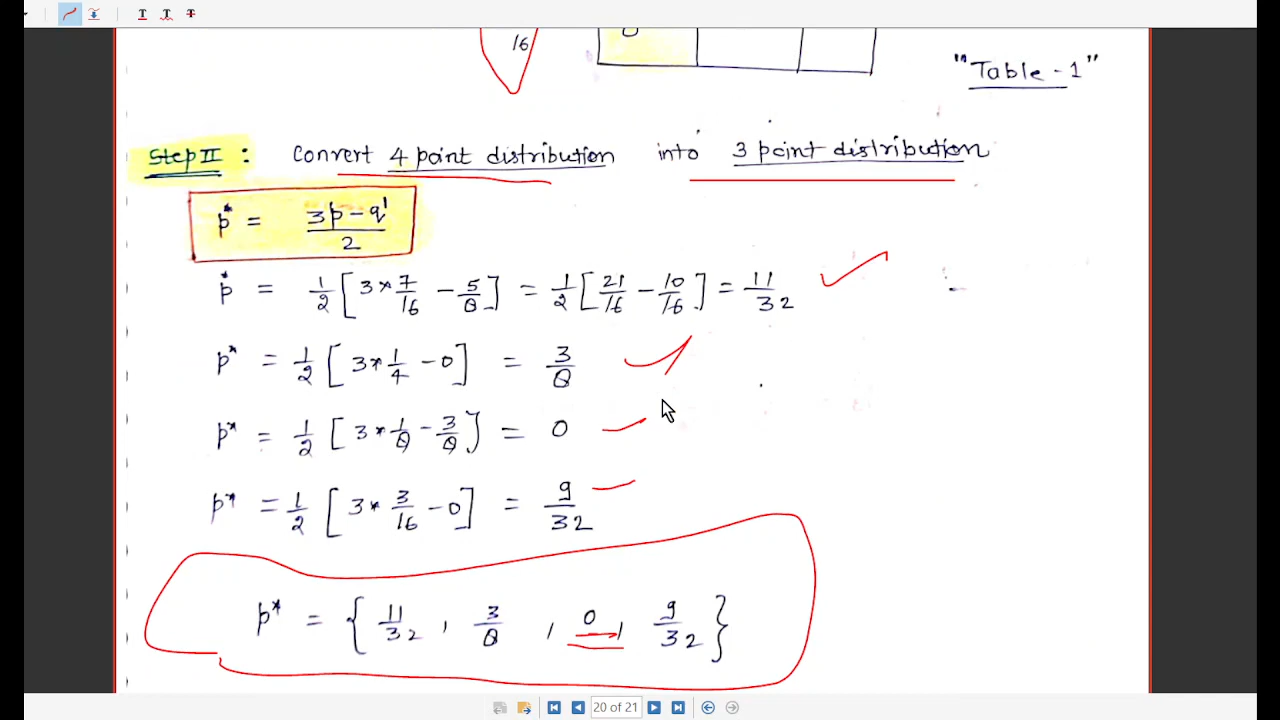 T T T
16
"Table-1"
Step II : Convert 4 point distribution into 3 point distribution
p* = (3p - q')/2
p* = 1/2 [3*7/16 - 5/8] = 1/2 [21/16 - 10/16] = 11/32
p* = 1/2 [3*1/4 - 0] = 3/8
p* = 1/2 [3*1/8 - 3/8] = 0
p* = 1/2 [3*3/16 - 0] = 9/32
p* = {11/32, 3/8, 0, 9/32}
20 of 21